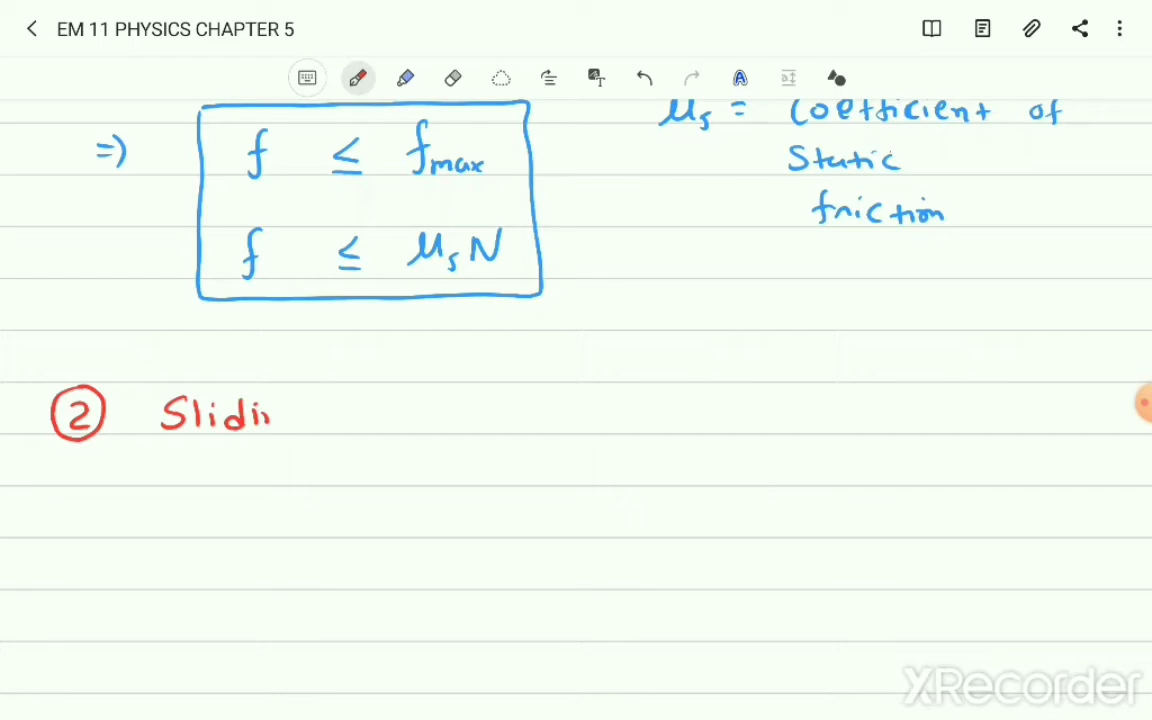 EM 11 PHYSICS CHAPTER 5
μs = Coefficient of
Static
friction
=) f ≤ fmax
f ≤ μsN
② Slidi
XRecorder